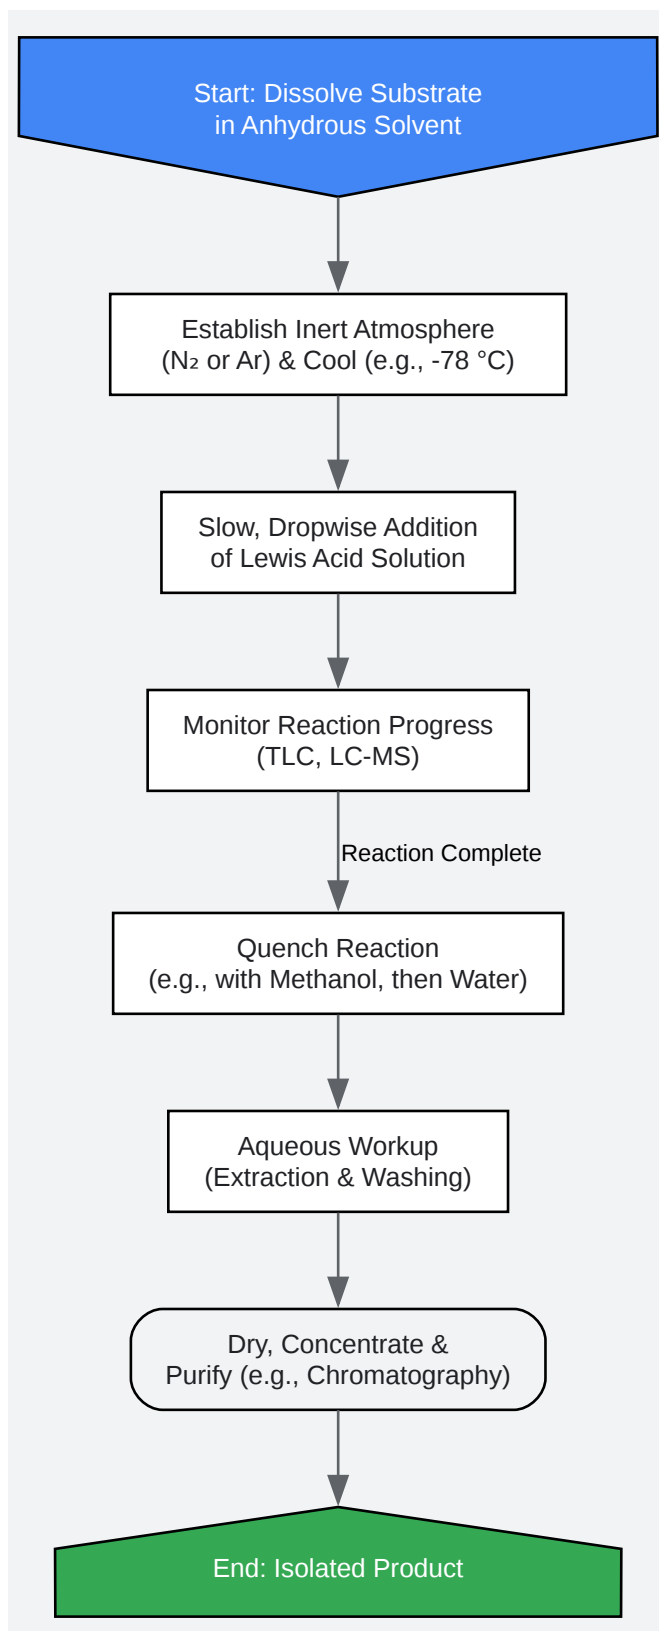 Start: Dissolve Substrate
in Anhydrous Solvent
Establish Inert Atmosphere
(N₂ or Ar) & Cool (e.g., -78 °C)
Slow, Dropwise Addition
of Lewis Acid Solution
Monitor Reaction Progress
(TLC, LC-MS)
Reaction Complete
Quench Reaction
(e.g., with Methanol, then Water)
Aqueous Workup
(Extraction & Washing)
Dry, Concentrate &
Purify (e.g., Chromatography)
End: Isolated Product